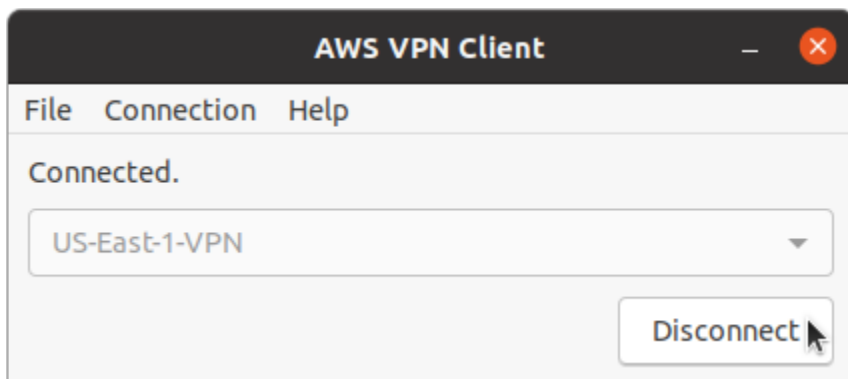 AWS VPN Client
File Connection Help
Connected.
US-East-1-VPN
Disconnect